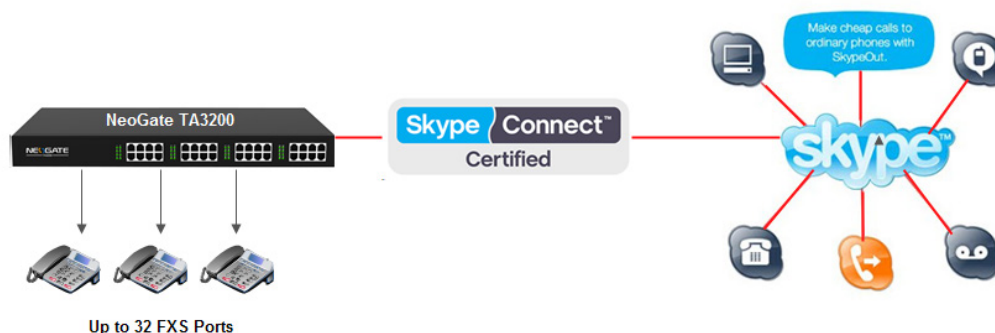 NeoGate TA3200
NEOGATE
Skype Connect™
Certified
Make cheap calls to
ordinary phones with
SkypeOut.
skype™
Up to 32 FXS Ports